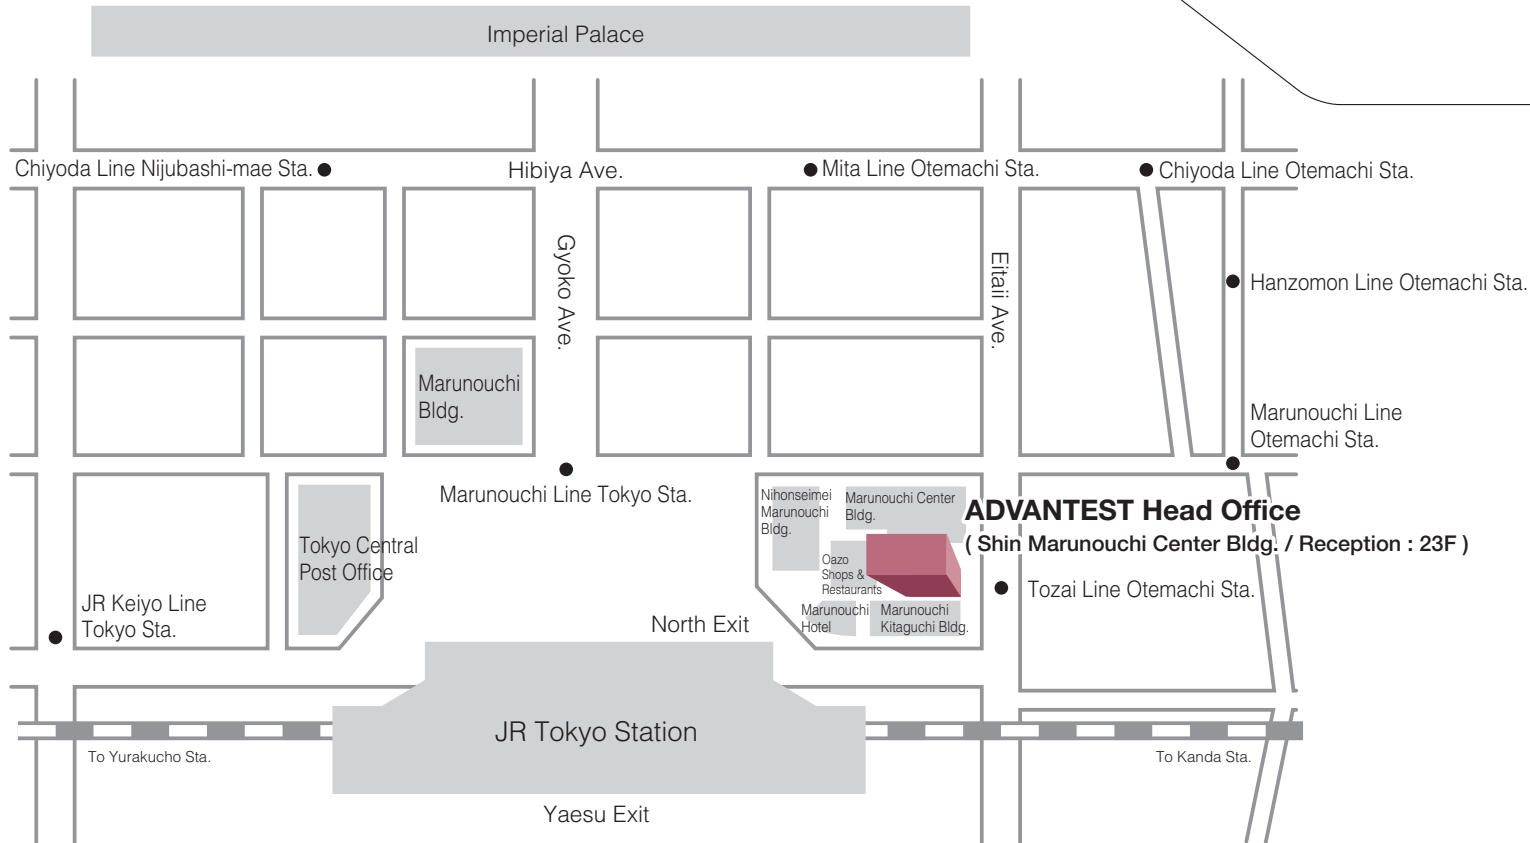 Imperial Palace
Chiyoda Line Nijubashi-mae Sta.
Hibiya Ave.
Mita Line Otemachi Sta.
Chiyoda Line Otemachi Sta.
Gyoko Ave.
Eitaii Ave.
Hanzomon Line Otemachi Sta.
Marunouchi
Bldg.
Marunouchi Line
Otemachi Sta.
Marunouchi Line Tokyo Sta.
Nihonseimei
Marunouchi
Bldg.
Marunouchi Center
Bldg.
ADVANTEST Head Office
( Shin Marunouchi Center Bldg. / Reception : 23F )
Tokyo Central
Post Office
Oazo
Shops &
Restaurants
Tozai Line Otemachi Sta.
JR Keiyo Line
Tokyo Sta.
North Exit
Marunouchi
Hotel
Marunouchi
Kitaguchi Bldg.
JR Tokyo Station
To Yurakucho Sta.
To Kanda Sta.
Yaesu Exit